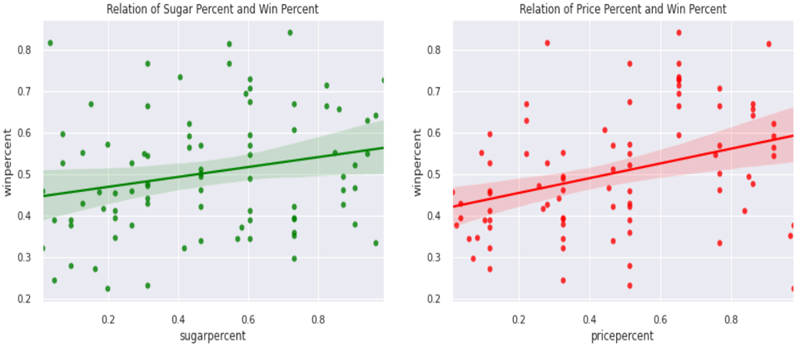 Relation of Sugar Percent and Win Percent
0.8
0.7
0.6
0.5
0.4
0.3
0.2
winpercent
0.2 0.4 0.6 0.8
sugarpercent
Relation of Price Percent and Win Percent
0.8
0.7
0.6
0.5
0.4
0.3
0.2
winpercent
0.2 0.4 0.6 0.8
pricepercent